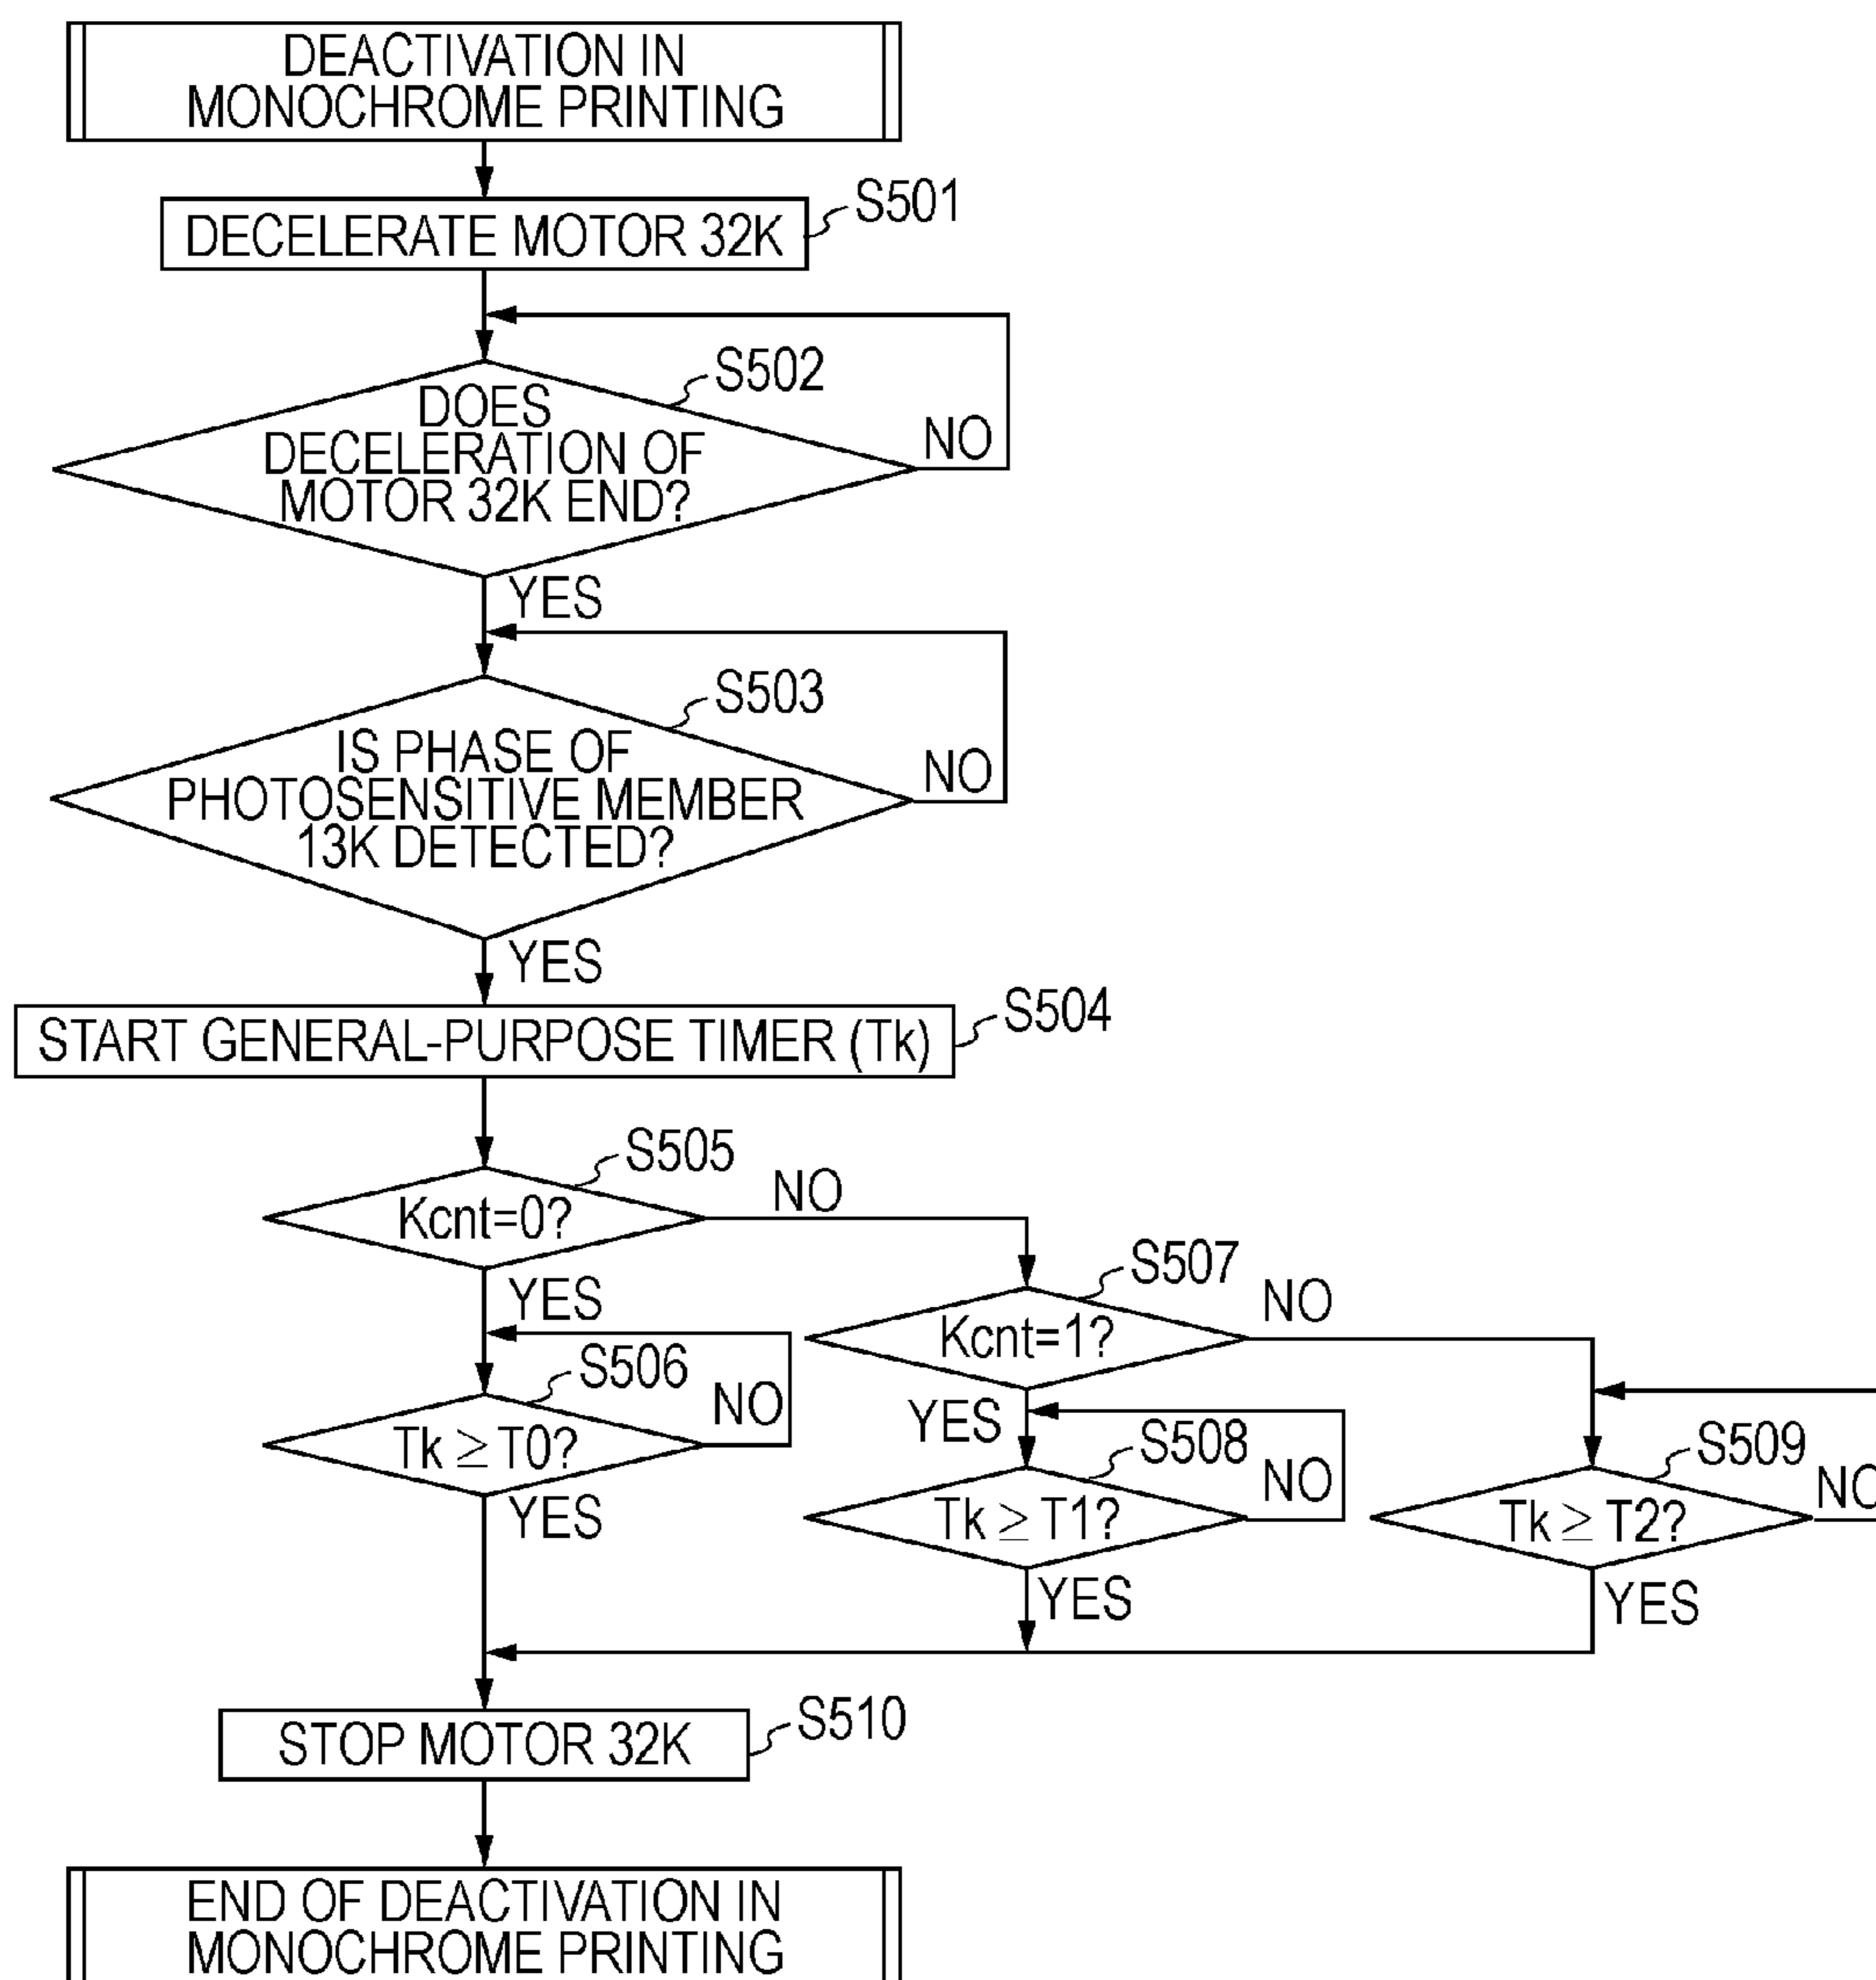 DEACTIVATION IN
MONOCHROME PRINTING
DECELERATE MOTOR 32K
S501
S502
DOES
DECELERATION OF
MOTOR 32K END?
NO
YES
S503
IS PHASE OF
PHOTOSENSITIVE MEMBER
13K DETECTED?
NO
YES
START GENERAL-PURPOSE TIMER (Tk)
S504
S505
Kcnt=0?
NO
YES
S507
Kcnt=1?
NO
YES
S506
Tk ≥ T0?
NO
YES
S508
Tk ≥ T1?
NO
YES
S509
Tk ≥ T2?
NO
YES
STOP MOTOR 32K
S510
END OF DEACTIVATION IN
MONOCHROME PRINTING